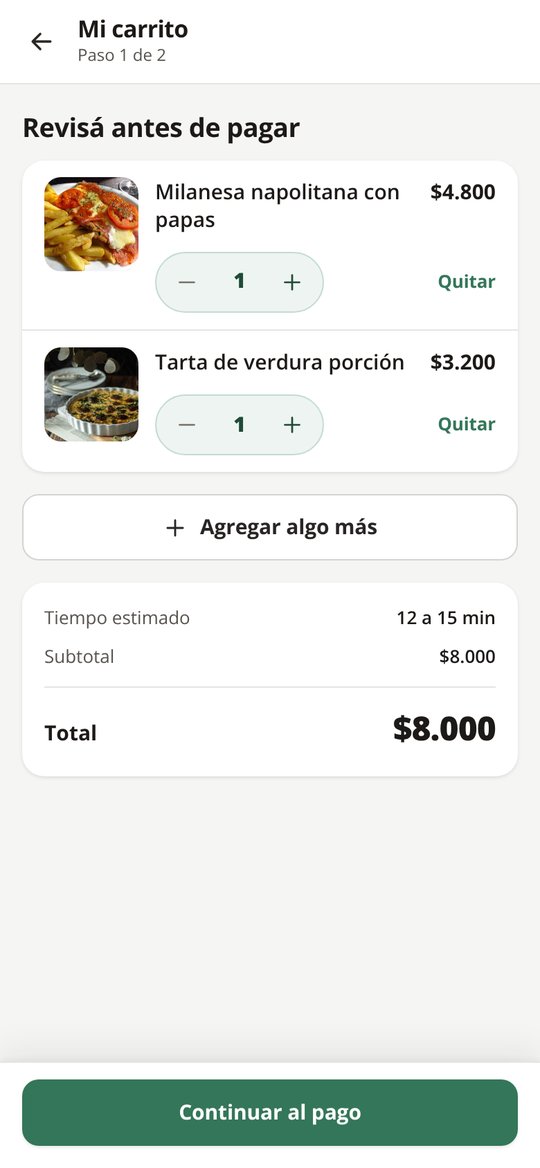 Mi carrito
Paso 1 de 2
Revisá antes de pagar
Milanesa napolitana con
papas
$4.800
1
Quitar
Tarta de verdura porción
$3.200
1
Quitar
Agregar algo más
Tiempo estimado
12 a 15 min
Subtotal
$8.000
Total
$8.000
Continuar al pago